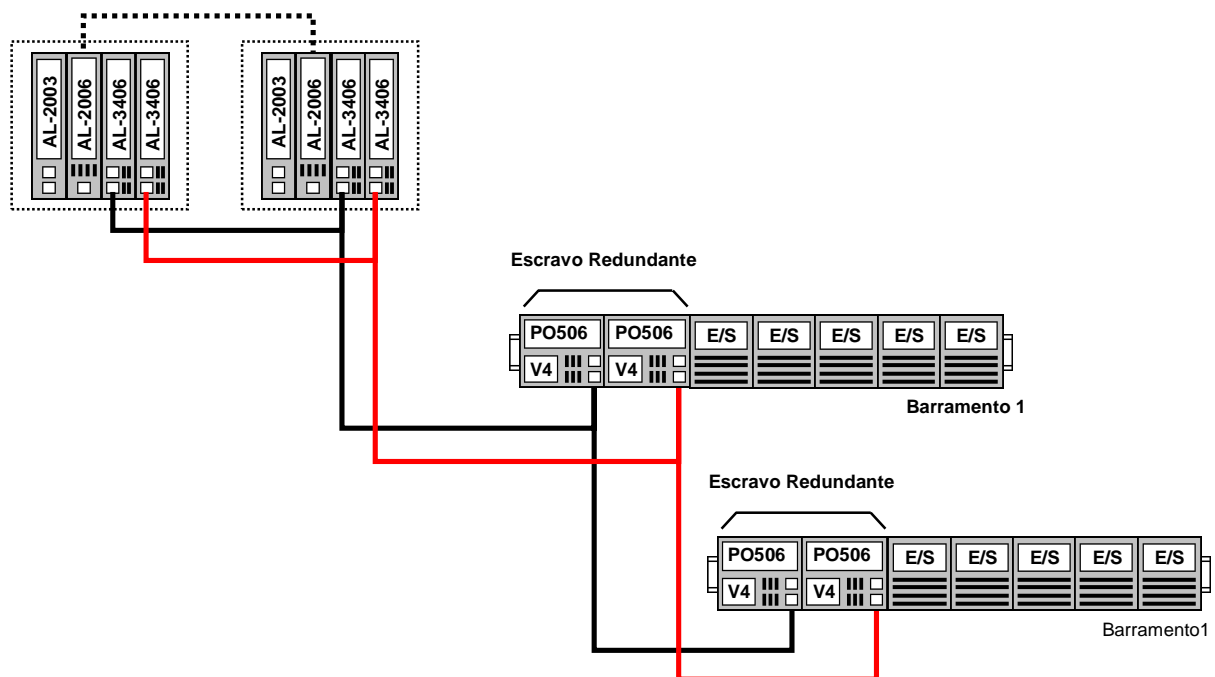 AL-2003
AL-2006
AL-3406
AL-3406
AL-2003
AL-2006
AL-3406
AL-3406
Escravo Redundante
PO506 PO506 E/S E/S E/S E/S E/S
V4 V4
Barramento 1
Escravo Redundante
PO506 PO506 E/S E/S E/S E/S E/S
V4 V4
Barramento1